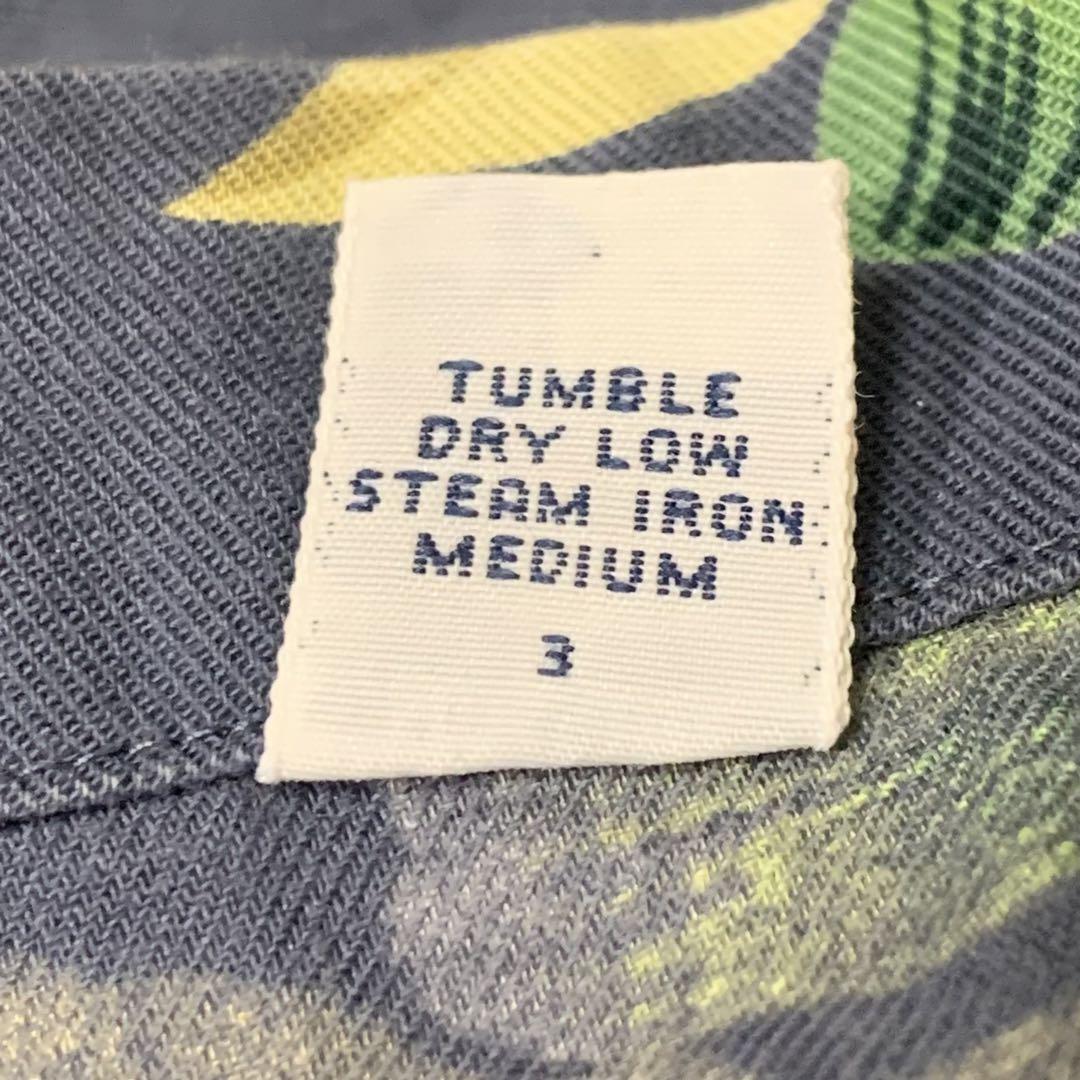 TUMBLE
DRY LOW
STEAM IRON
MEDIUM
3